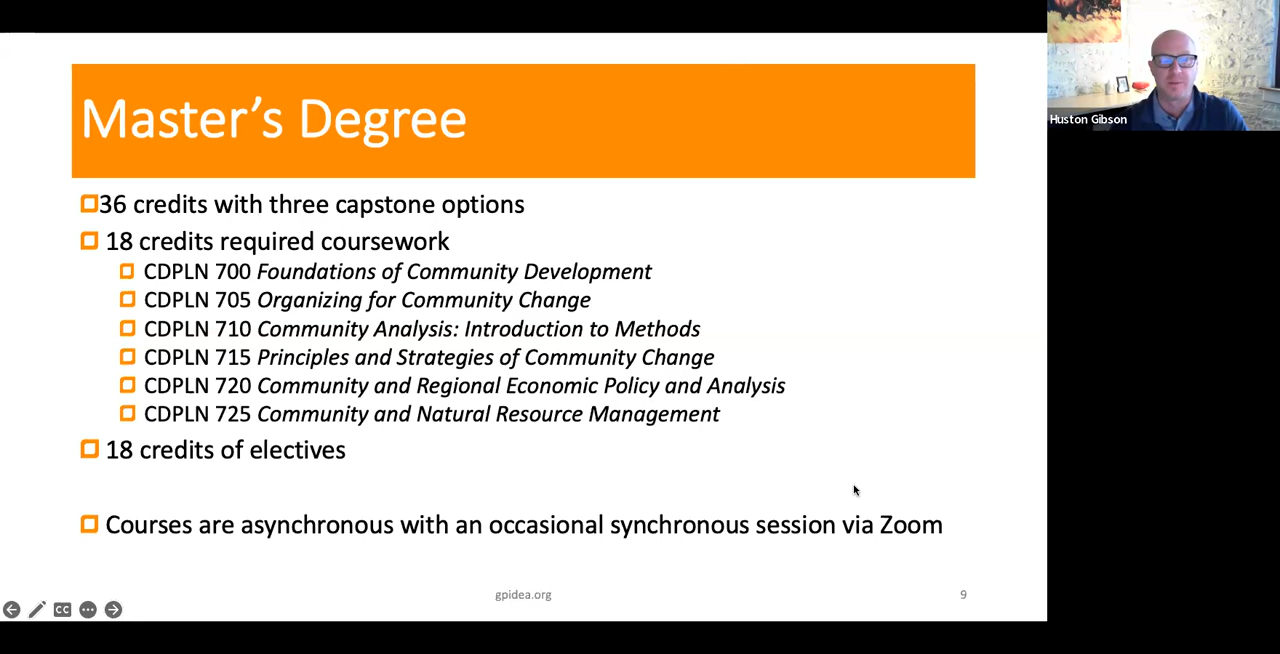 Master's Degree
36 credits with three capstone options
18 credits required coursework
CDPLN 700 Foundations of Community Development
CDPLN 705 Organizing for Community Change
CDPLN 710 Community Analysis: Introduction to Methods
CDPLN 715 Principles and Strategies of Community Change
CDPLN 720 Community and Regional Economic Policy and Analysis
CDPLN 725 Community and Natural Resource Management
18 credits of electives
Courses are asynchronous with an occasional synchronous session via Zoom
gpidea.org
9
CC
Huston Gibson